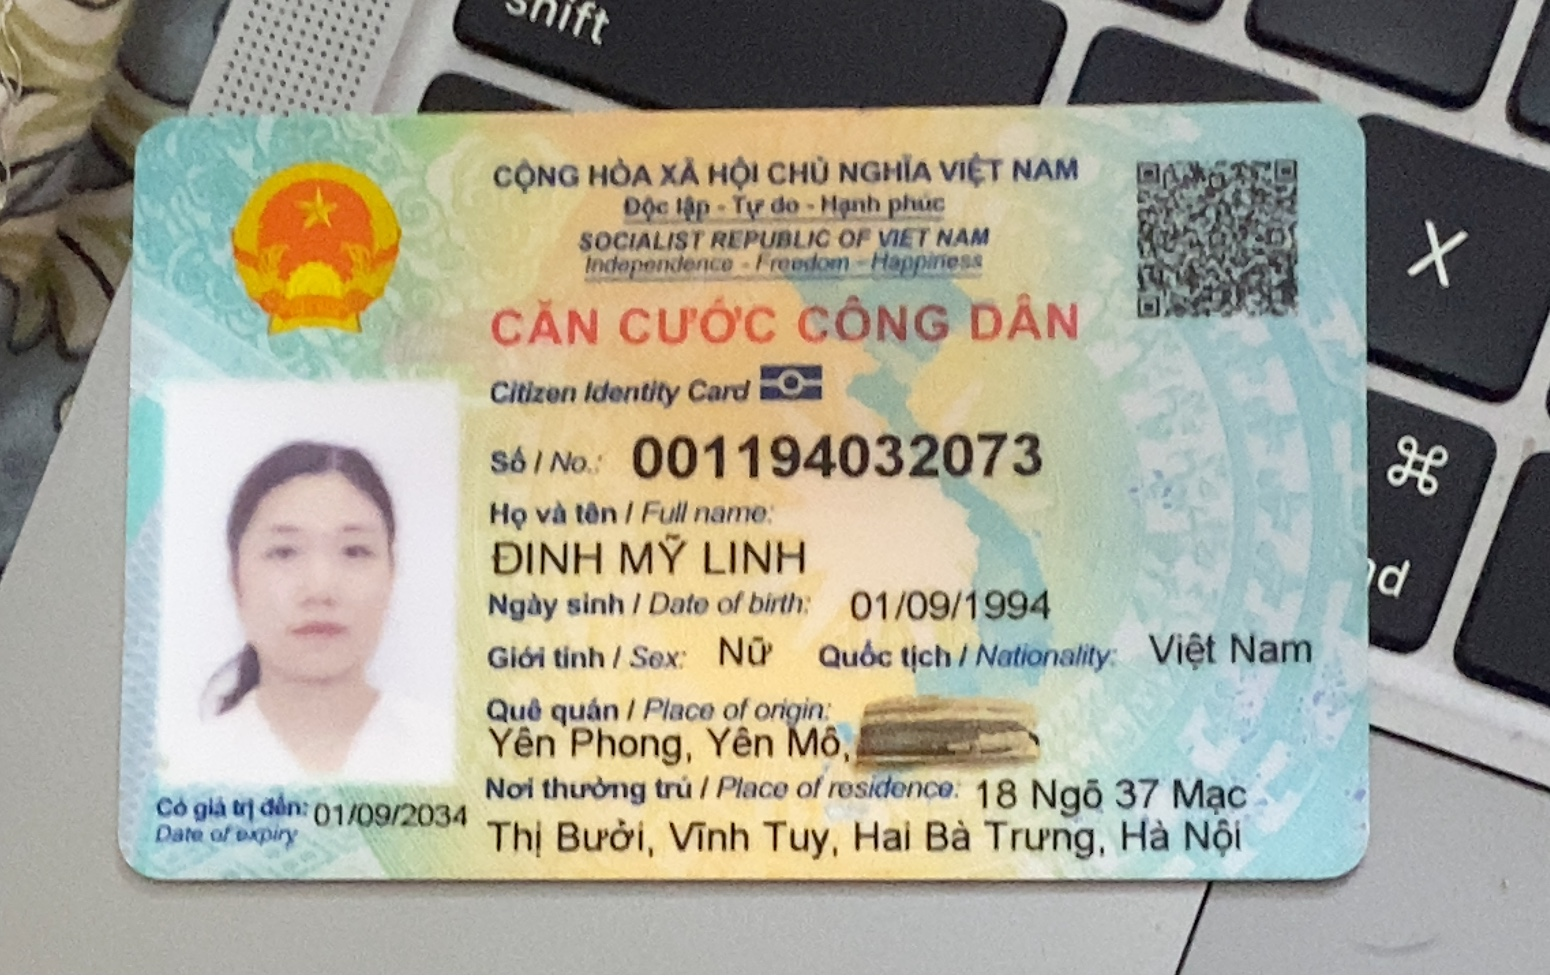 shift
CỘNG HÒA XÃ HỘI CHỦ NGHĨA VIỆT NAM
Độc lập - Tự do - Hạnh phúc
SOCIALIST REPUBLIC OF VIET NAM
Independence - Freedom - Happiness
CĂN CƯỚC CÔNG DÂN
Citizen Identity Card
Số / No.: 001194032073
Họ và tên / Full name:
ĐINH MỸ LINH
Ngày sinh / Date of birth: 01/09/1994
Giới tính / Sex: Nữ Quốc tịch / Nationality: Việt Nam
Quê quán / Place of origin:
Yên Phong, Yên Mô,
Nơi thường trú / Place of residence: 18 Ngõ 37 Mạc
Thị Bưởi, Vĩnh Tuy, Hai Bà Trưng, Hà Nội
Có giá trị đến: 01/09/2034
Date of expiry
X
⌘